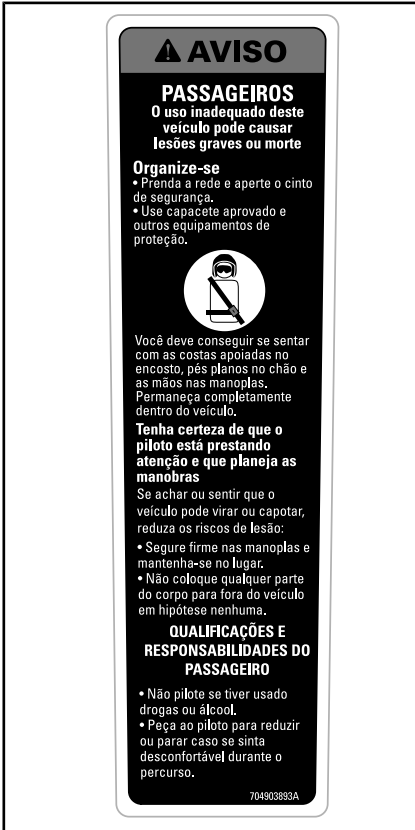 AVISO
PASSAGEIROS
O uso inadequado deste
veículo pode causar
lesões graves ou morte
Organize-se
• Prenda a rede e aperte o cinto
de segurança.
• Use capacete aprovado e
outros equipamentos de
proteção.
Você deve conseguir se sentar
com as costas apoiadas no
encosto, pés planos no chão e
as mãos nas manoplas.
Permaneça completamente
dentro do veículo.
Tenha certeza de que o
piloto está prestando
atenção e que planeja as
manobras
Se achar ou sentir que o
veículo pode virar ou capotar,
reduza os riscos de lesão:
• Segure firme nas manoplas e
mantenha-se no lugar.
• Não coloque qualquer parte
do corpo para fora do veículo
em hipótese nenhuma.
QUALIFICAÇÕES E
RESPONSABILIDADES DO
PASSAGEIRO
• Não pilote se tiver usado
drogas ou álcool.
• Peça ao piloto para reduzir
ou parar caso se sinta
desconfortável durante o
percurso.
704903893A